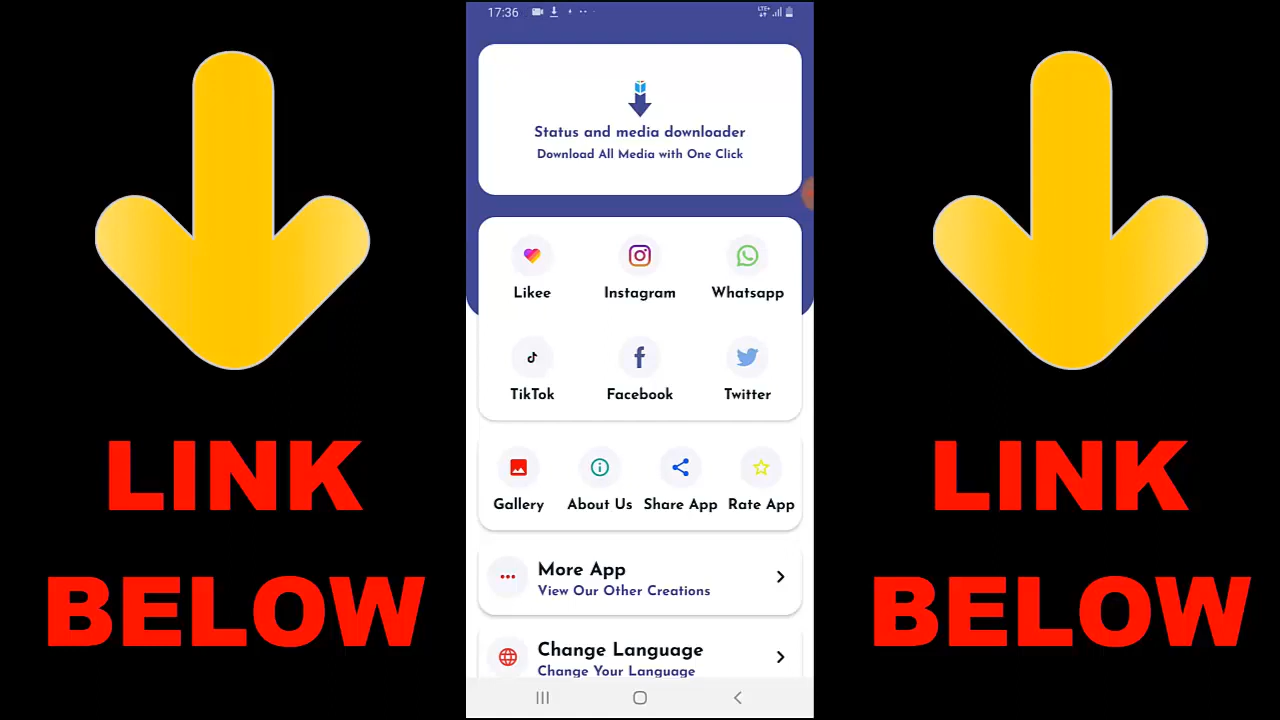 17:36
LTE+
Status and media downloader
Download All Media with One Click
Likee Instagram Whatsapp
TikTok Facebook Twitter
Gallery About Us Share App Rate App
More App
View Our Other Creations
Change Language
Change Your Language
LINK
BELOW
LINK
BELOW